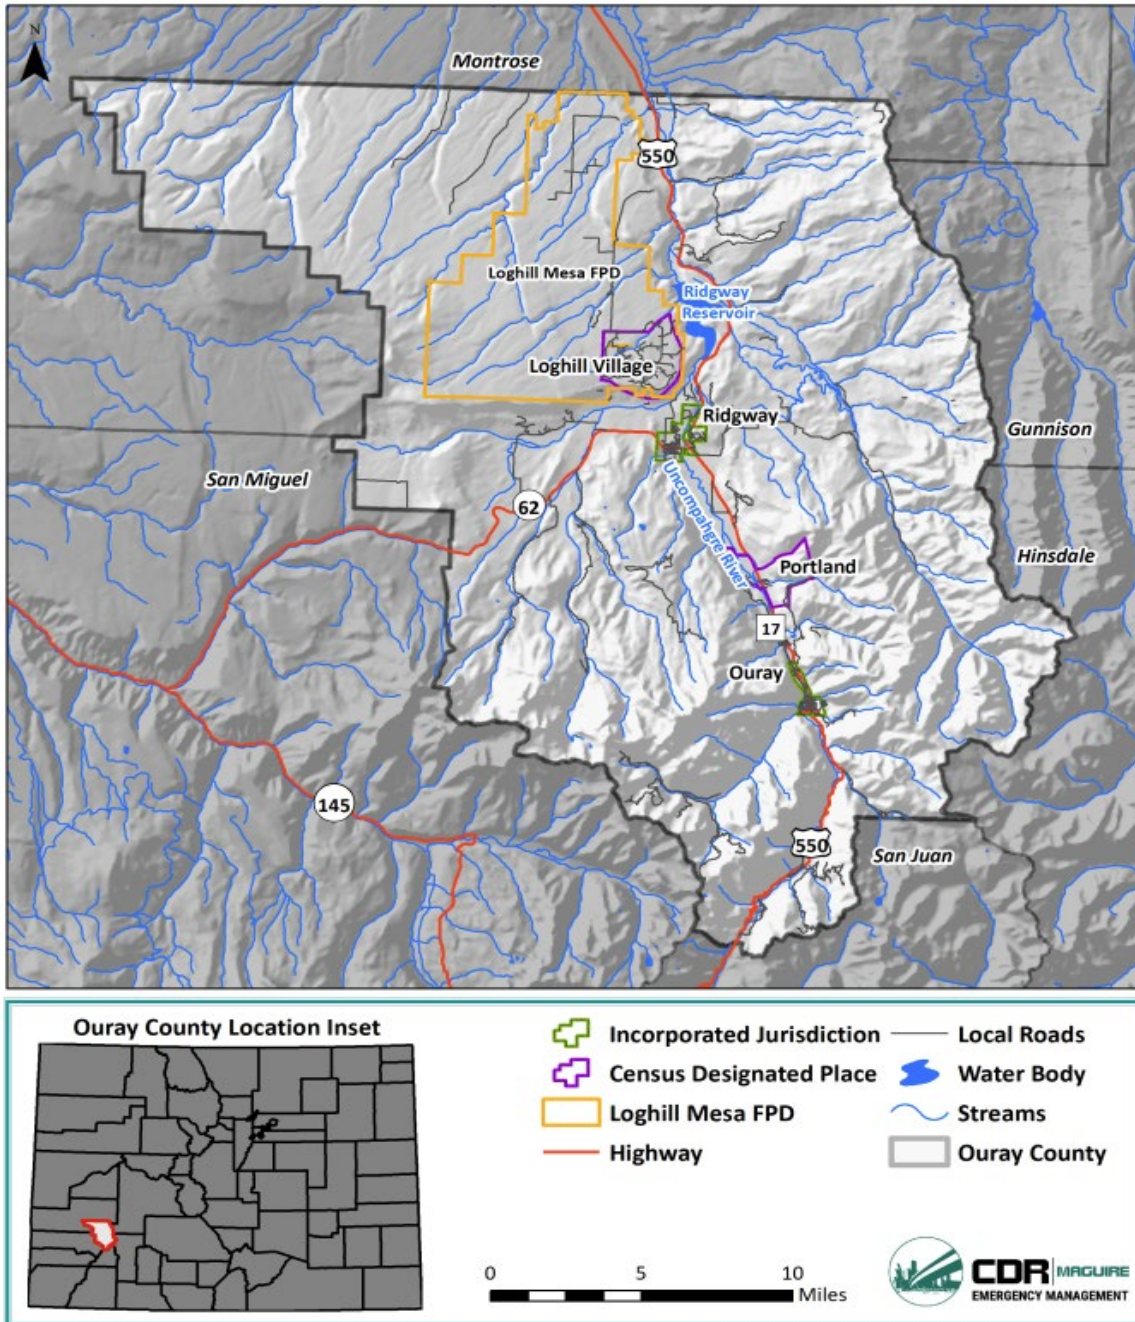 N
Montrose
550
Loghill Mesa FPD
Ridgway
Reservoir
Loghill Village
Ridgway
Gunnison
San Miguel
62
Uncompahgre River
Hinsdale
Portland
17
Ouray
145
550
San Juan
Ouray County Location Inset
Incorporated Jurisdiction
Census Designated Place
Loghill Mesa FPD
Highway
Local Roads
Water Body
Streams
Ouray County
0 5 10
Miles
CDR MAGUIRE
EMERGENCY MANAGEMENT